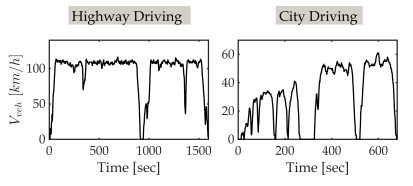 Highway Driving
City Driving
V_veh [km/h]
100
50
0
0 500 1000 1500
Time [sec]
60
40
20
0
0 200 400 600
Time [sec]